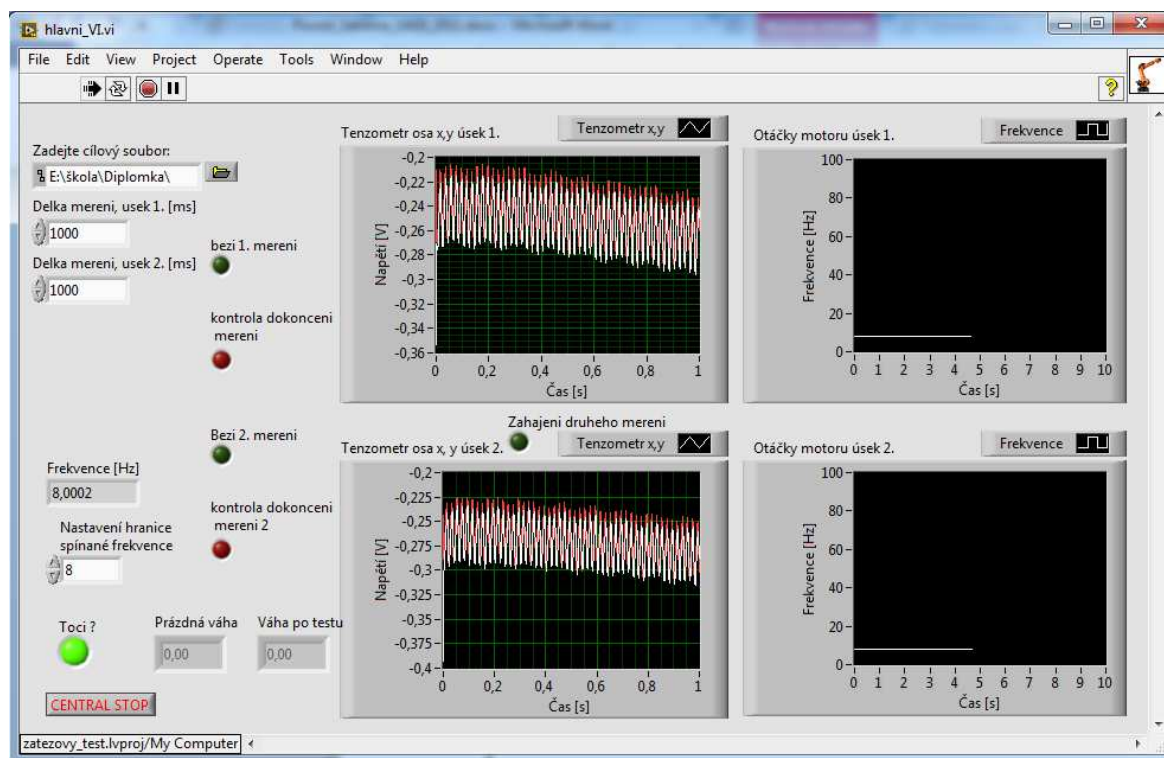 hlavni_VI.vi
File Edit View Project Operate Tools Window Help
Zadejte cílový soubor:
E:\škola\Diplomka\
Delka mereni, usek 1. [ms]
1000
Delka mereni, usek 2. [ms]
1000
bezi 1. mereni
kontrola dokonceni
mereni
Bezi 2. mereni
kontrola dokonceni
mereni 2
Frekvence [Hz]
8,0002
Nastavení hranice
spínané frekvence
8
Toci ?
Prázdná váha
0,00
Váha po testu
0,00
CENTRAL STOP
Tenzometr osa x,y úsek 1.
Tenzometr x,y
Napětí [V]
-0,2
-0,22
-0,24
-0,26
-0,28
-0,3
-0,32
-0,34
-0,36
0 0,2 0,4 0,6 0,8 1
Čas [s]
Otáčky motoru úsek 1.
Frekvence
Frekvence [Hz]
100
80
60
40
20
0
0 1 2 3 4 5 6 7 8 9 10
Čas [s]
Zahajeni druheho mereni
Tenzometr osa x, y úsek 2.
Tenzometr x,y
Napětí [V]
-0,2
-0,225
-0,25
-0,275
-0,3
-0,325
-0,35
-0,375
-0,4
0 0,2 0,4 0,6 0,8 1
Čas [s]
Otáčky motoru úsek 2.
Frekvence
Frekvence [Hz]
100
80
60
40
20
0
0 1 2 3 4 5 6 7 8 9 10
Čas [s]
zatezovy_test.lvproj/My Computer